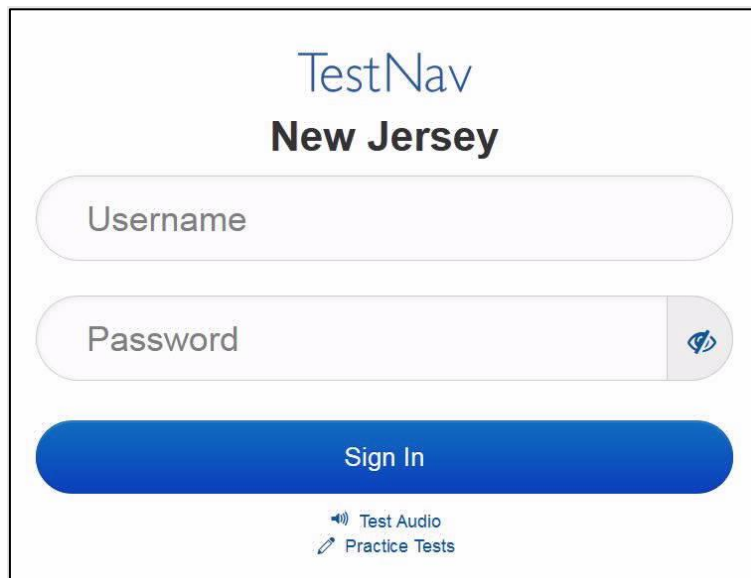 TestNav
New Jersey
Username
Password
Sign In
Test Audio
Practice Tests